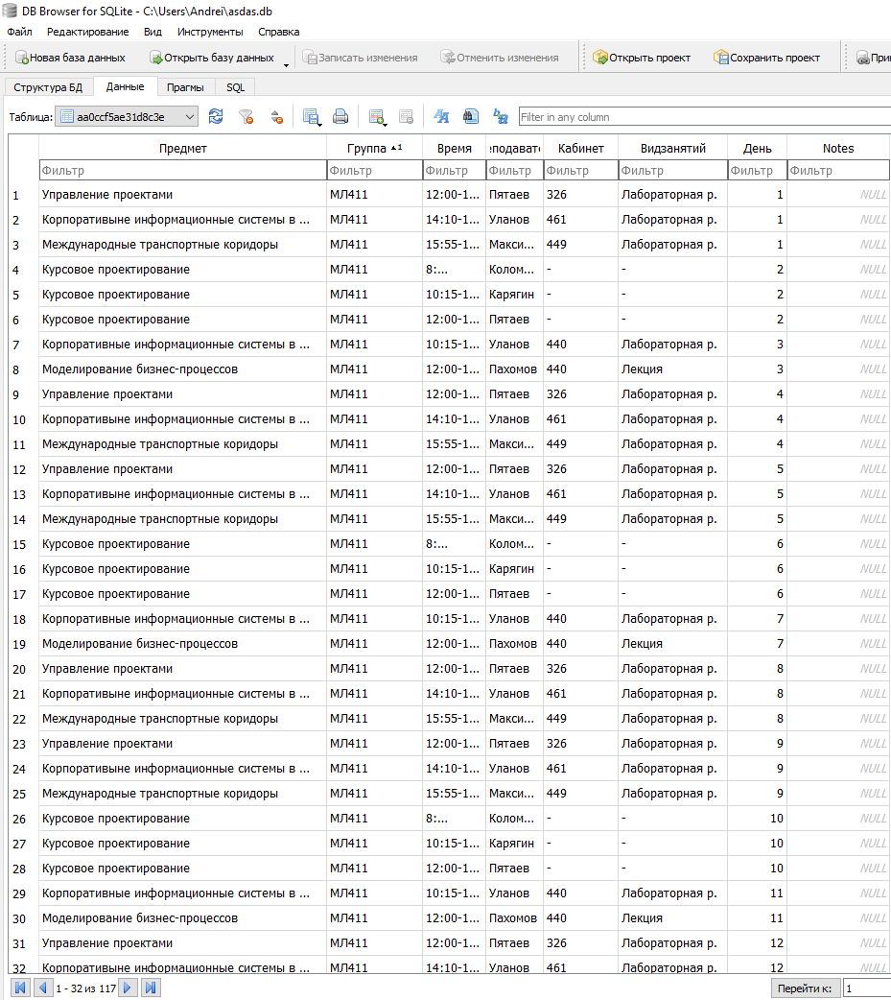 DB Browser for SQLite - C:\Users\Andrei\asdas.db
Файл Редактирование Вид Инструменты Справка
Новая база данных Открыть базу данных Записать изменения Отменить изменения Открыть проект Сохранить проект При
Структура БД Данные Прагмы SQL
Таблица: aa0ccf5ae31d8c3e Filter in any column
Предмет Группа 1 Время еподавате Кабинет Видзанятий День Notes
Фильтр Фильтр Фильтр Фильтр Фильтр Фильтр Фильтр Фильтр
1 Управление проектами МЛ411 12:00-1... Пятаев 326 Лабораторная р. 1 NULL
2 Корпоративыне информационные системы в ... МЛ411 14:10-1... Уланов 461 Лабораторная р. 1 NULL
3 Международные транспортные коридоры МЛ411 15:55-1... Макси... 449 Лабораторная р. 1 NULL
4 Курсовое проектирование МЛ411 8:... Колом... - - 2 NULL
5 Курсовое проектирование МЛ411 10:15-1... Карягин - - 2 NULL
6 Курсовое проектирование МЛ411 12:00-1... Пятаев - - 2 NULL
7 Корпоративные информационные системы в ... МЛ411 10:15-1... Уланов 440 Лабораторная р. 3 NULL
8 Моделирование бизнес-процессов МЛ411 12:00-1... Пахомов 440 Лекция 3 NULL
9 Управление проектами МЛ411 12:00-1... Пятаев 326 Лабораторная р. 4 NULL
10 Корпоративыне информационные системы в ... МЛ411 14:10-1... Уланов 461 Лабораторная р. 4 NULL
11 Международные транспортные коридоры МЛ411 15:55-1... Макси... 449 Лабораторная р. 4 NULL
12 Управление проектами МЛ411 12:00-1... Пятаев 326 Лабораторная р. 5 NULL
13 Корпоративыне информационные системы в ... МЛ411 14:10-1... Уланов 461 Лабораторная р. 5 NULL
14 Международные транспортные коридоры МЛ411 15:55-1... Макси... 449 Лабораторная р. 5 NULL
15 Курсовое проектирование МЛ411 8:... Колом... - - 6 NULL
16 Курсовое проектирование МЛ411 10:15-1... Карягин - - 6 NULL
17 Курсовое проектирование МЛ411 12:00-1... Пятаев - - 6 NULL
18 Корпоративные информационные системы в ... МЛ411 10:15-1... Уланов 440 Лабораторная р. 7 NULL
19 Моделирование бизнес-процессов МЛ411 12:00-1... Пахомов 440 Лекция 7 NULL
20 Управление проектами МЛ411 12:00-1... Пятаев 326 Лабораторная р. 8 NULL
21 Корпоративыне информационные системы в ... МЛ411 14:10-1... Уланов 461 Лабораторная р. 8 NULL
22 Международные транспортные коридоры МЛ411 15:55-1... Макси... 449 Лабораторная р. 8 NULL
23 Управление проектами МЛ411 12:00-1... Пятаев 326 Лабораторная р. 9 NULL
24 Корпоративыне информационные системы в ... МЛ411 14:10-1... Уланов 461 Лабораторная р. 9 NULL
25 Международные транспортные коридоры МЛ411 15:55-1... Макси... 449 Лабораторная р. 9 NULL
26 Курсовое проектирование МЛ411 8:... Колом... - - 10 NULL
27 Курсовое проектирование МЛ411 10:15-1... Карягин - - 10 NULL
28 Курсовое проектирование МЛ411 12:00-1... Пятаев - - 10 NULL
29 Корпоративные информационные системы в ... МЛ411 10:15-1... Уланов 440 Лабораторная р. 11 NULL
30 Моделирование бизнес-процессов МЛ411 12:00-1... Пахомов 440 Лекция 11 NULL
31 Управление проектами МЛ411 12:00-1... Пятаев 326 Лабораторная р. 12 NULL
32 Корпоративыне информационные системы в ... МЛ411 14:10-1... Уланов 461 Лабораторная р. 12 NULL
1 - 32 из 117 Перейти к: 1